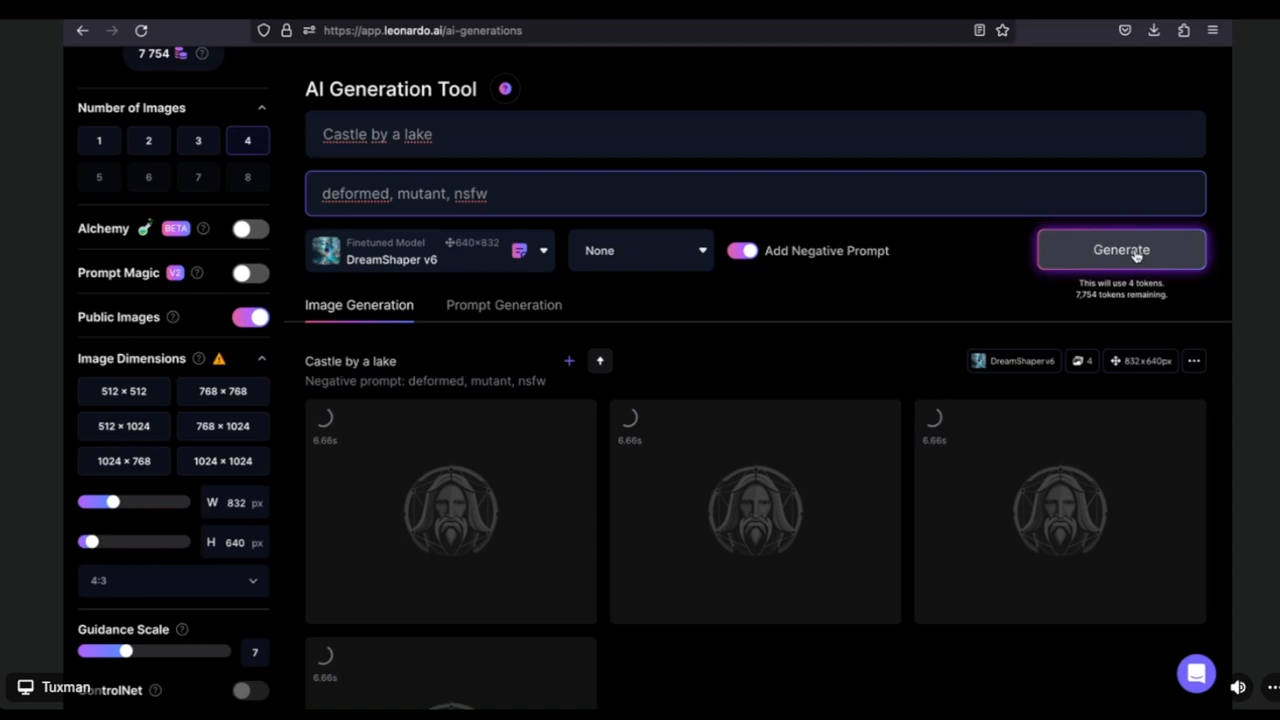 https://app.leonardo.ai/ai-generations
7 754
Number of Images
1 2 3 4
5 6 7 8
Alchemy BETA
Prompt Magic V2
Public Images
Image Dimensions
512 × 512 768 × 768
512 × 1024 768 × 1024
1024 × 768 1024 × 1024
W 832 px
H 640 px
4:3
Guidance Scale
7
ontrolNet
Tuxman
AI Generation Tool
Castle by a lake
deformed, mutant, nsfw
Finetuned Model 640×832
DreamShaper v6
None
Add Negative Prompt
Generate
This will use 4 tokens.
7,754 tokens remaining.
Image Generation Prompt Generation
Castle by a lake
DreamShaper v6 4 832x640px
Negative prompt: deformed, mutant, nsfw
6.66s 6.66s 6.66s
6.66s